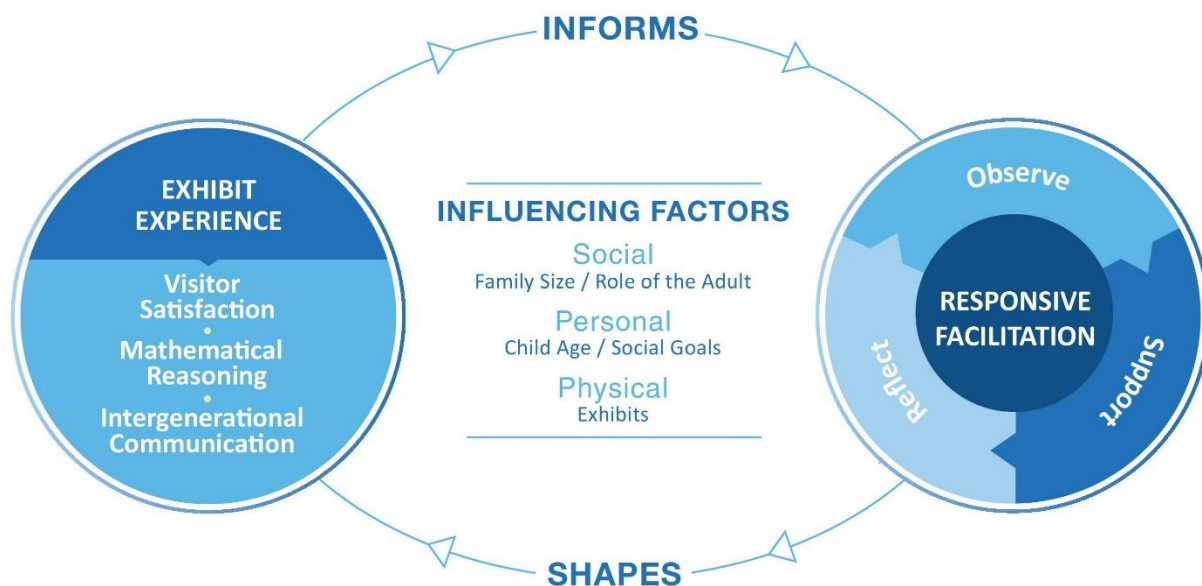 INFORMS
EXHIBIT
EXPERIENCE
Visitor
Satisfaction
Mathematical
Reasoning
Intergenerational
Communication
INFLUENCING FACTORS
Social
Family Size / Role of the Adult
Personal
Child Age / Social Goals
Physical
Exhibits
Observe
RESPONSIVE
FACILITATION
Support
Reflect
SHAPES